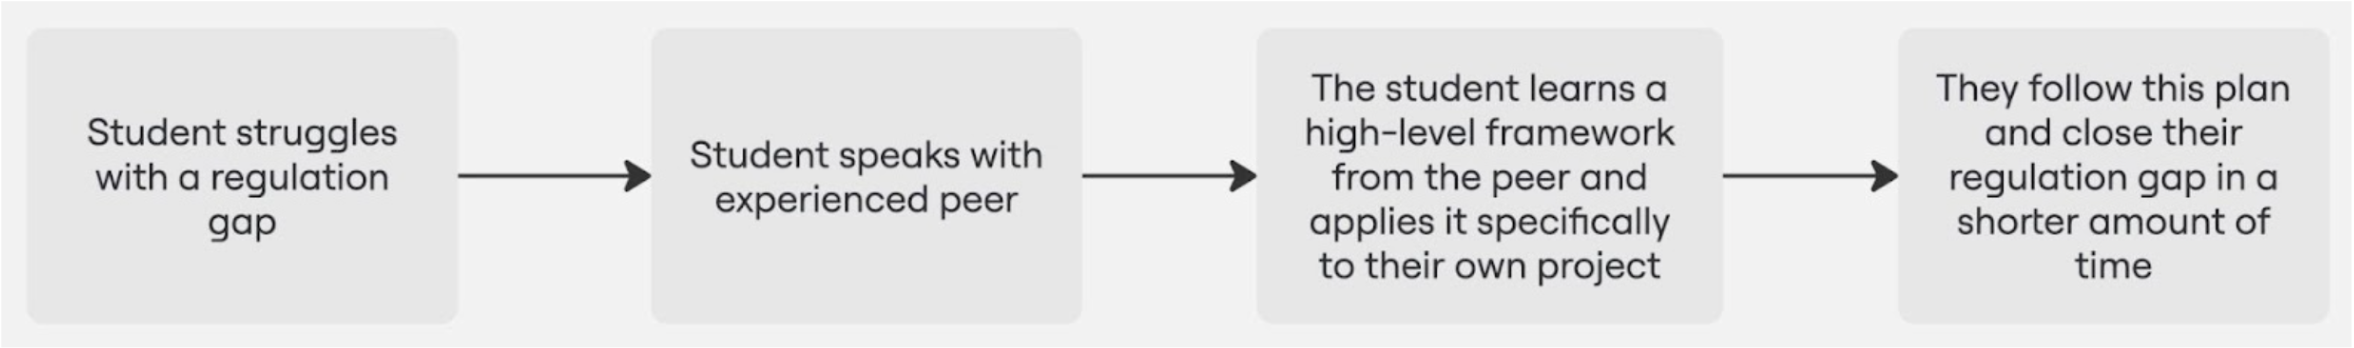 Student struggles
with a regulation
gap
Student speaks with
experienced peer
The student learns a
high-level framework
from the peer and
applies it specifically
to their own project
They follow this plan
and close their
regulation gap in a
shorter amount of
time